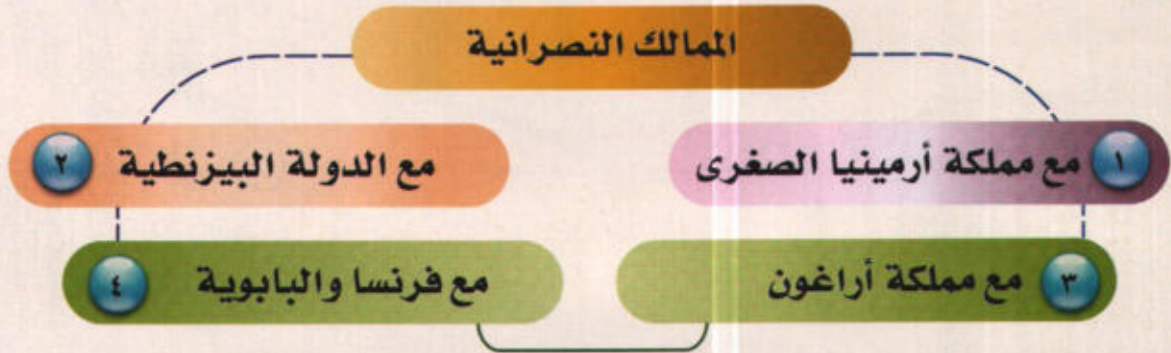 الممالك النصرانية
١ مع مملكة أرمينيا الصغرى
٢ مع الدولة البيزنطية
٣ مع مملكة أراغون
٤ مع فرنسا والبابوية